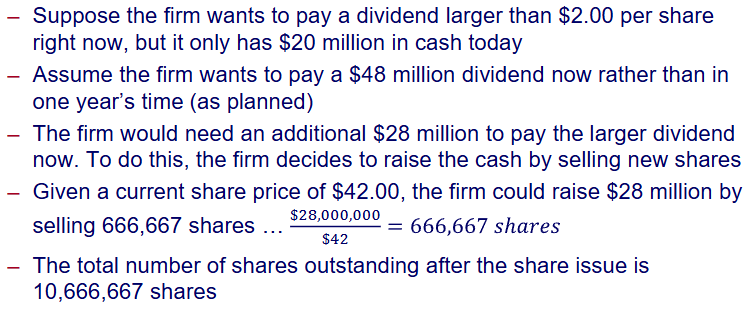 – Suppose the firm wants to pay a dividend larger than $2.00 per share
right now, but it only has $20 million in cash today
– Assume the firm wants to pay a $48 million dividend now rather than in
one year's time (as planned)
– The firm would need an additional $28 million to pay the larger dividend
now. To do this, the firm decides to raise the cash by selling new shares
– Given a current share price of $42.00, the firm could raise $28 million by
selling 666,667 shares … $28,000,000 / $42 = 666,667 shares
– The total number of shares outstanding after the share issue is
10,666,667 shares